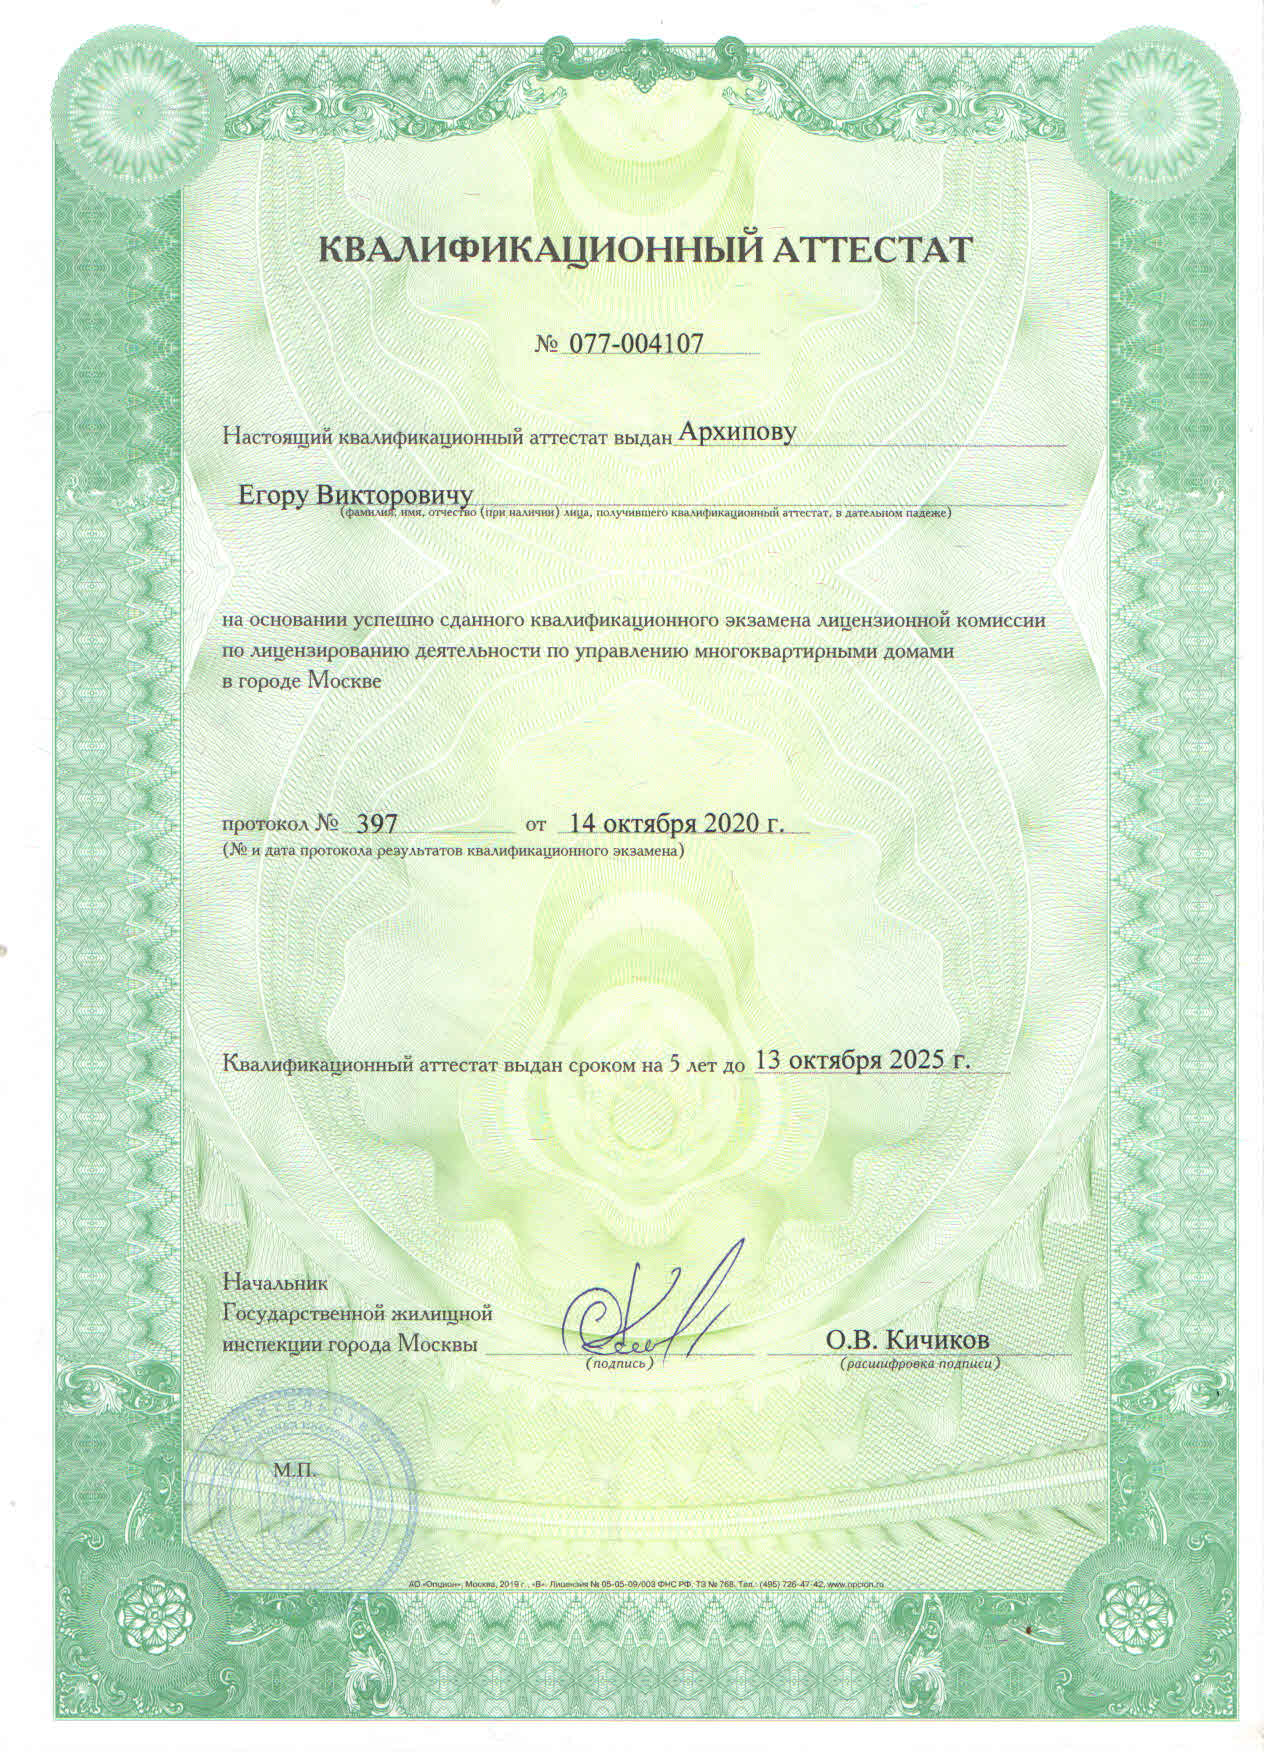 КВАЛИФИКАЦИОННЫЙ АТТЕСТАТ
№ 077-004107
Настоящий квалификационный аттестат выдан Архипову
Егору Викторовичу
(фамилия, имя, отчество (при наличии) лица, получившего квалификационный аттестат, в дательном падеже)
на основании успешно сданного квалификационного экзамена лицензионной комиссии
по лицензированию деятельности по управлению многоквартирными домами
в городе Москве
протокол № 397 от 14 октября 2020 г.
(№ и дата протокола результатов квалификационного экзамена)
Квалификационный аттестат выдан сроком на 5 лет до 13 октября 2025 г.
Начальник
Государственной жилищной
инспекции города Москвы
(подпись)
О.В. Кичиков
(расшифровка подписи)
М.П.
АО «Опцион», Москва, 2019 г., «В». Лицензия № 05-05-09/003 ФНС РФ. ТЗ № 768. Тел.: (495) 726-47-42, www.opcion.ru